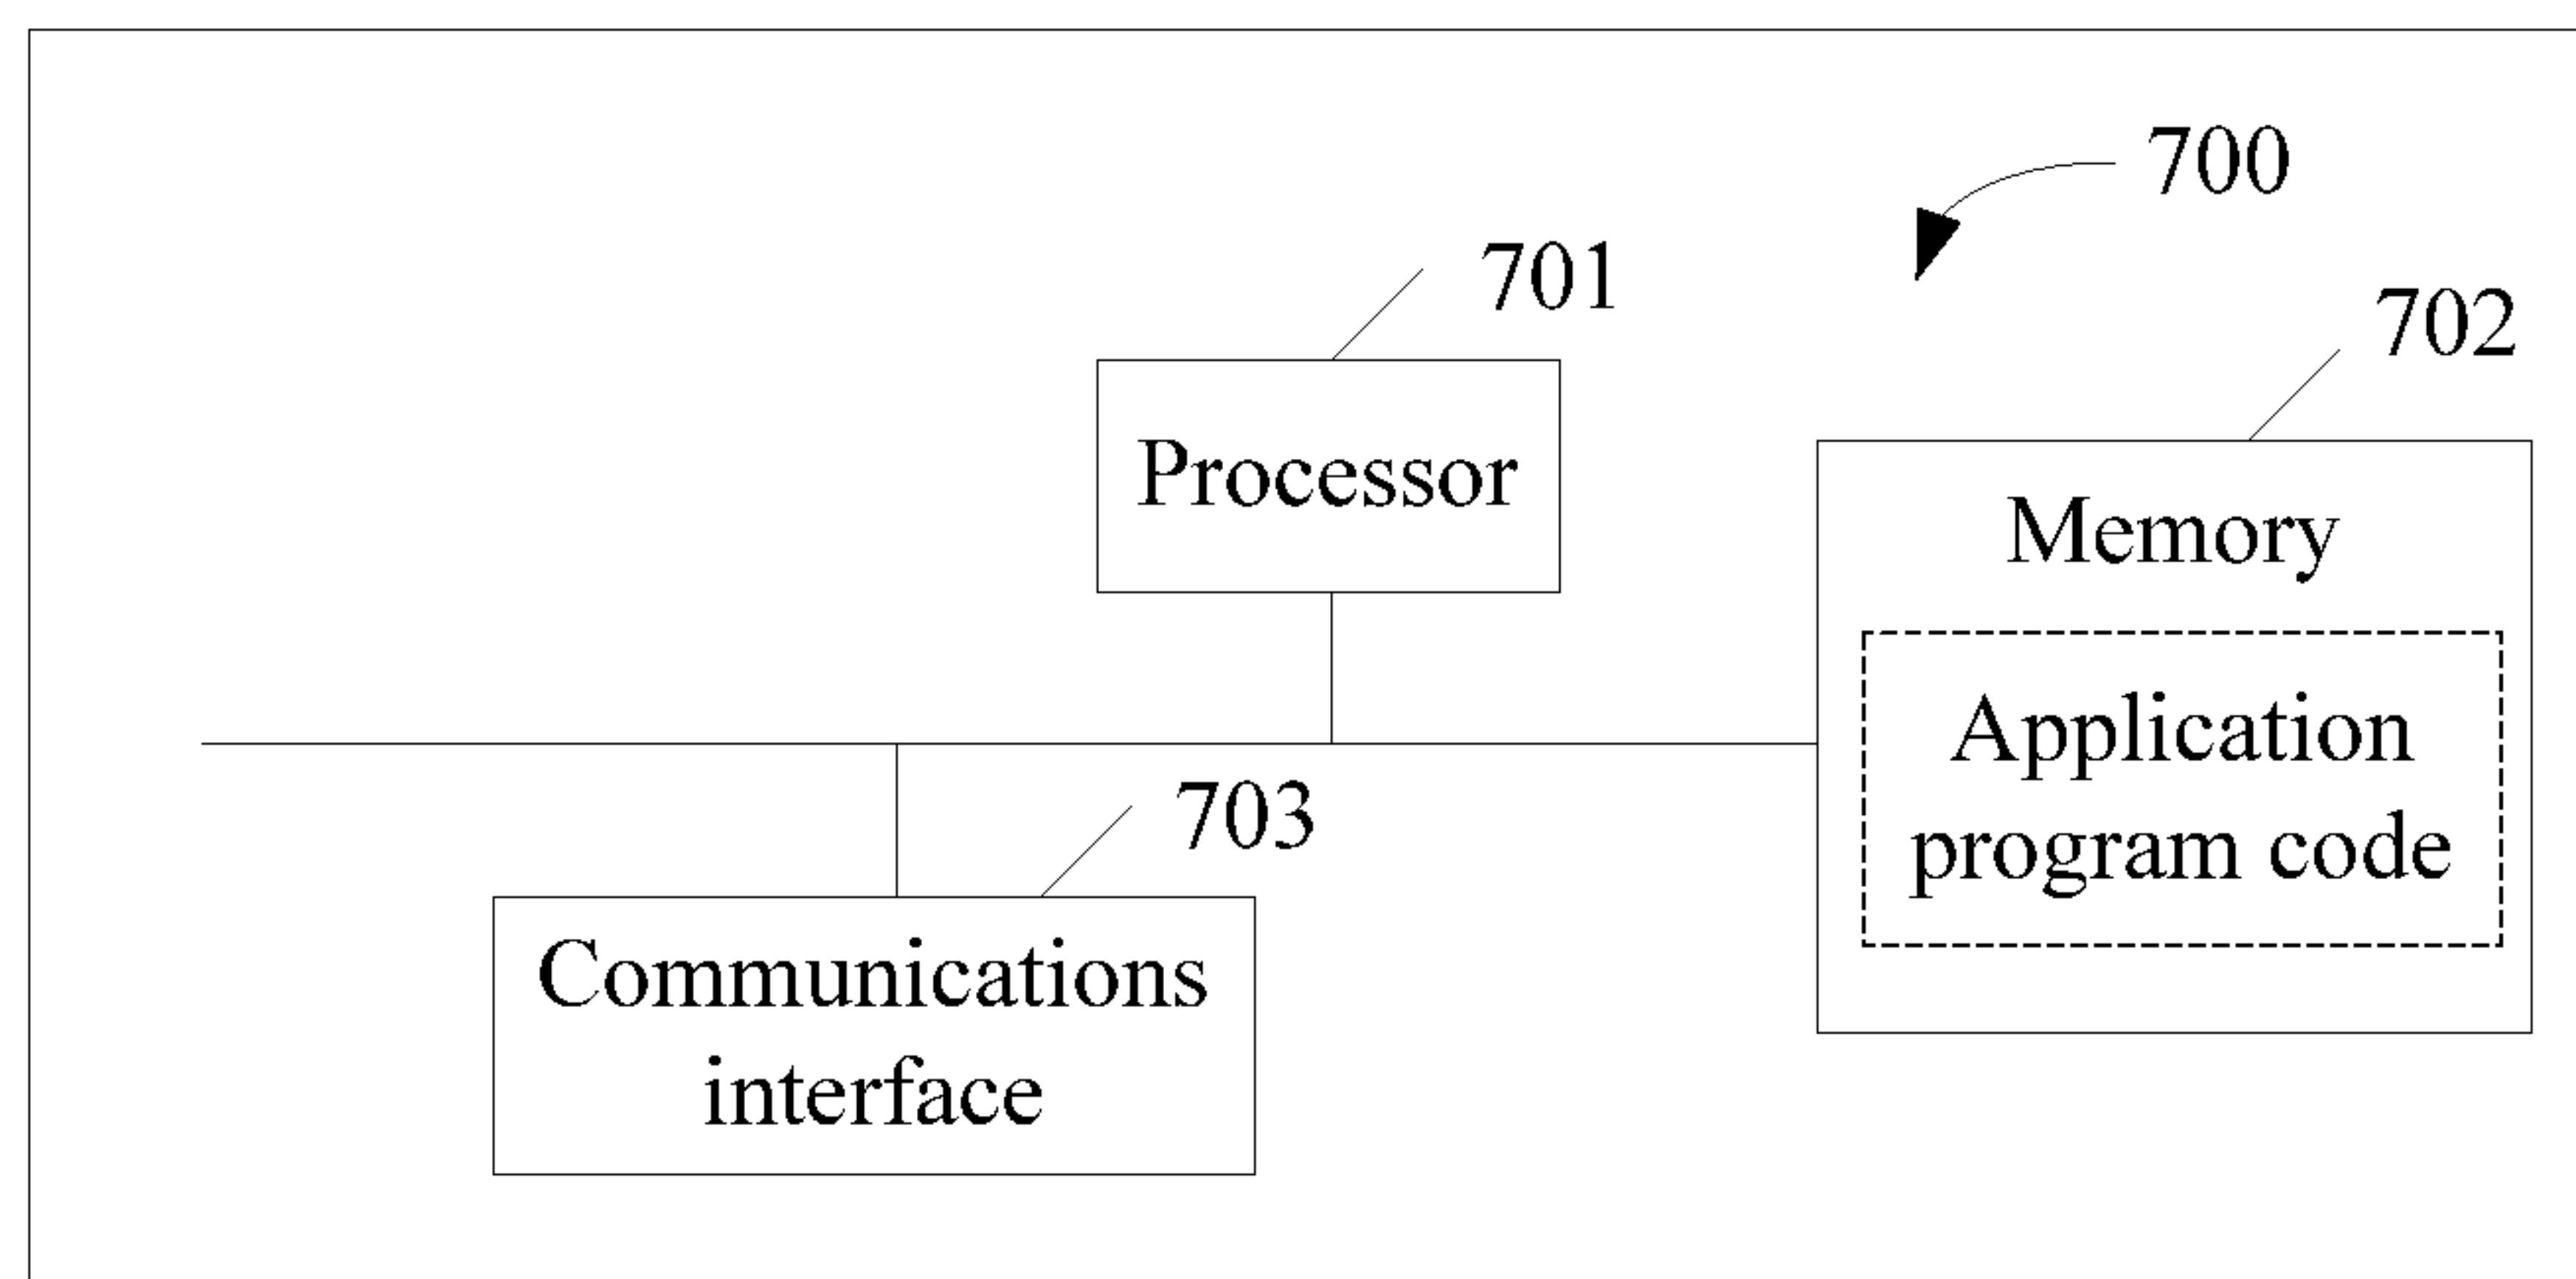 700
701
702
Processor
Memory
Application
program code
703
Communications
interface